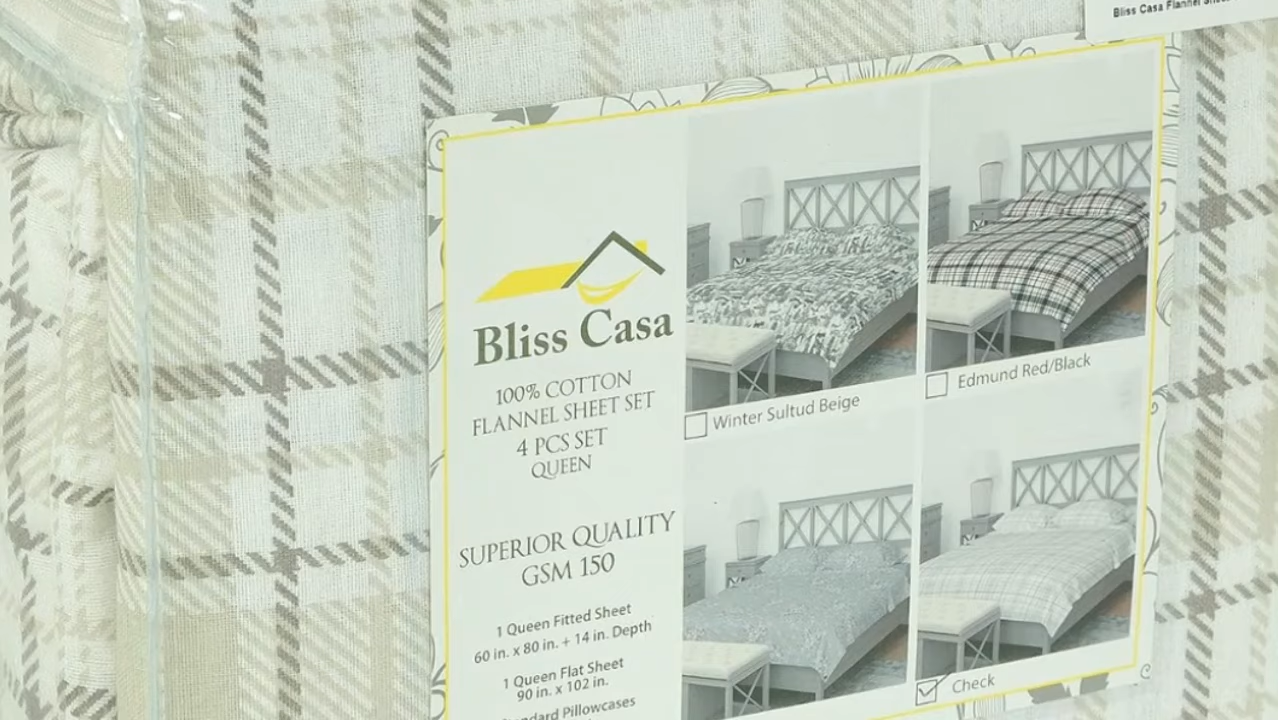 Bliss Casa Flannel
Bliss Casa
100% COTTON
FLANNEL SHEET SET
4 PCS SET
QUEEN
SUPERIOR QUALITY
GSM 150
1 Queen Fitted Sheet
60 in. x 80 in. + 14 in. Depth
1 Queen Flat Sheet
90 in. x 102 in.
Pillowcases
Winter Sultud Beige
Edmund Red/Black
Check